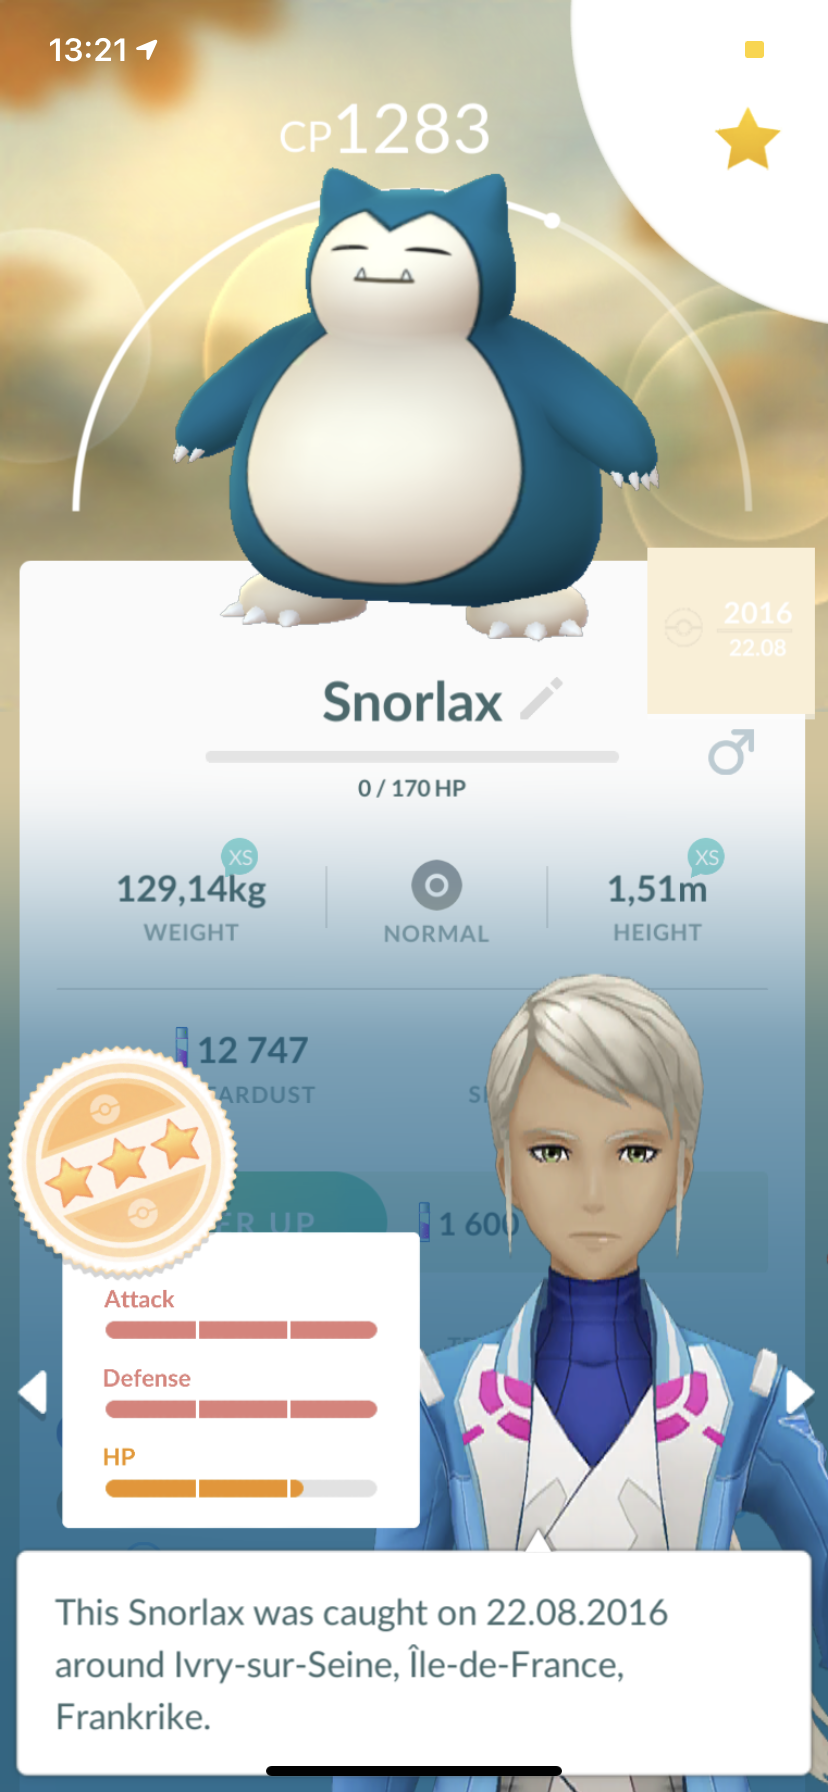 13:21
CP1283
2016
22.08
Snorlax
0 / 170 HP
XS
XS
129,14kg
1,51m
WEIGHT
NORMAL
HEIGHT
12 747
ARDUST
ER UP
1 600
Attack
Defense
HP
This Snorlax was caught on 22.08.2016
around Ivry-sur-Seine, Île-de-France,
Frankrike.